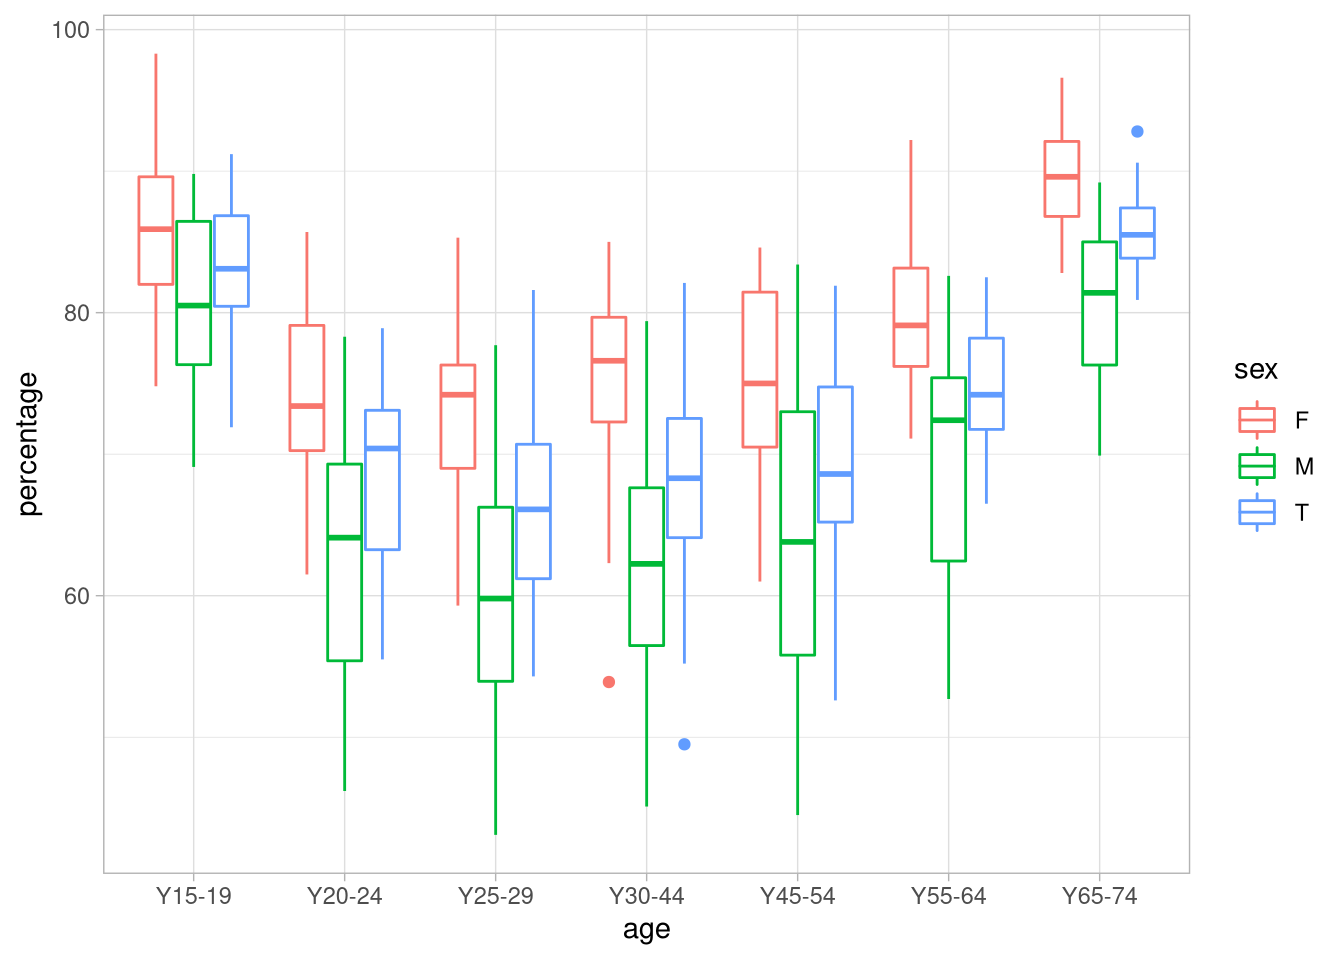 100
80
60
percentage
Y15-19
Y20-24
Y25-29
Y30-44
Y45-54
Y55-64
Y65-74
age
sex
F
M
T